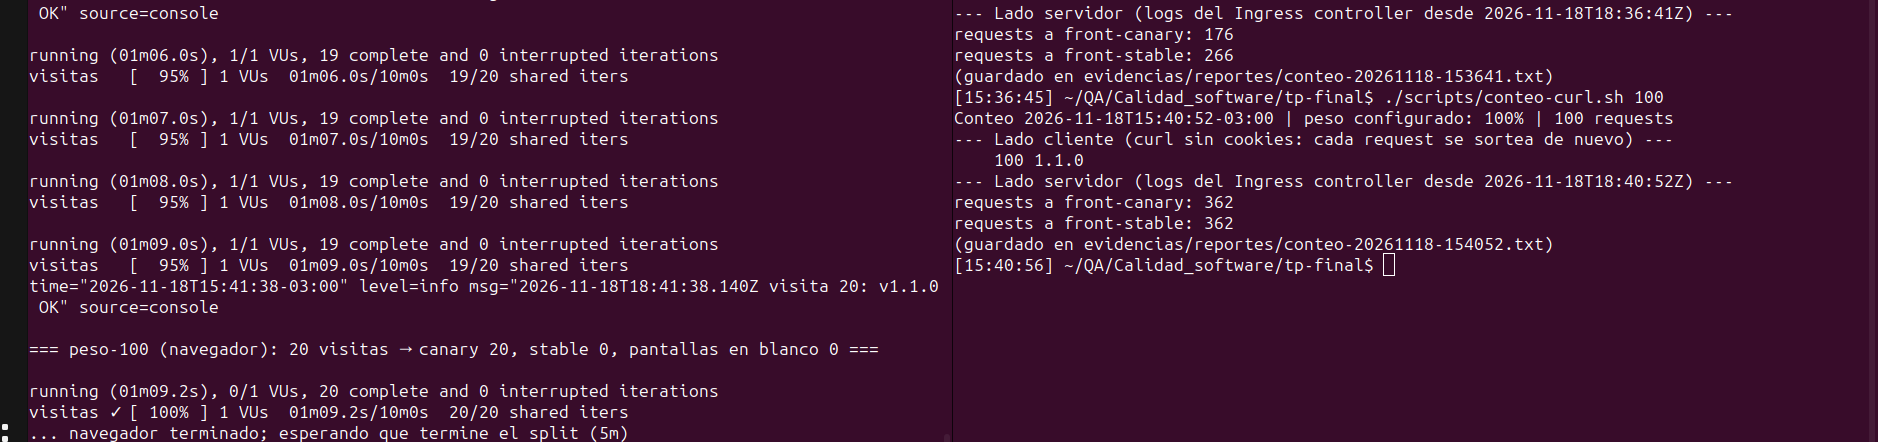 OK" source=console

running (01m06.0s), 1/1 VUs, 19 complete and 0 interrupted iterations
visitas   [  95% ] 1 VUs  01m06.0s/10m0s  19/20 shared iters

running (01m07.0s), 1/1 VUs, 19 complete and 0 interrupted iterations
visitas   [  95% ] 1 VUs  01m07.0s/10m0s  19/20 shared iters

running (01m08.0s), 1/1 VUs, 19 complete and 0 interrupted iterations
visitas   [  95% ] 1 VUs  01m08.0s/10m0s  19/20 shared iters

running (01m09.0s), 1/1 VUs, 19 complete and 0 interrupted iterations
visitas   [  95% ] 1 VUs  01m09.0s/10m0s  19/20 shared iters
time="2026-11-18T15:41:38-03:00" level=info msg="2026-11-18T18:41:38.140Z visita 20: v1.1.0
 OK" source=console

=== peso-100 (navegador): 20 visitas → canary 20, stable 0, pantallas en blanco 0 ===

running (01m09.2s), 0/1 VUs, 20 complete and 0 interrupted iterations
visitas ✓ [ 100% ] 1 VUs  01m09.2s/10m0s  20/20 shared iters
... navegador terminado; esperando que termine el split (5m)
--- Lado servidor (logs del Ingress controller desde 2026-11-18T18:36:41Z) ---
requests a front-canary: 176
requests a front-stable: 266
(guardado en evidencias/reportes/conteo-20261118-153641.txt)
[15:36:45] ~/QA/Calidad_software/tp-final$ ./scripts/conteo-curl.sh 100
Conteo 2026-11-18T15:40:52-03:00 | peso configurado: 100% | 100 requests
--- Lado cliente (curl sin cookies: cada request se sortea de nuevo) ---
    100 1.1.0
--- Lado servidor (logs del Ingress controller desde 2026-11-18T18:40:52Z) ---
requests a front-canary: 362
requests a front-stable: 362
(guardado en evidencias/reportes/conteo-20261118-154052.txt)
[15:40:56] ~/QA/Calidad_software/tp-final$